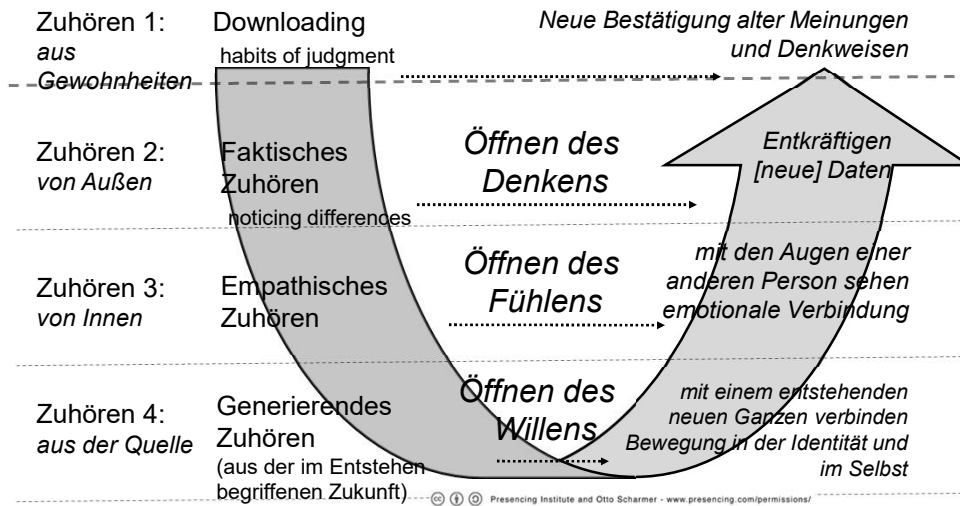 Zuhören 1:
aus
Gewohnheiten
Downloading
habits of judgment
Neue Bestätigung alter Meinungen
und Denkweisen
Zuhören 2:
von Außen
Faktisches
Zuhören
noticing differences
Öffnen des
Denkens
Entkräftigen
[neue] Daten
Zuhören 3:
von Innen
Empathisches
Zuhören
Öffnen des
Fühlens
mit den Augen einer
anderen Person sehen
emotionale Verbindung
Zuhören 4:
aus der Quelle
Generierendes
Zuhören
(aus der im Entstehen
begriffenen Zukunft)
Öffnen des
Willens
mit einem entstehenden
neuen Ganzen verbinden
Bewegung in der Identität und
im Selbst
Presencing Institute and Otto Scharmer - www.presencing.com/permissions/